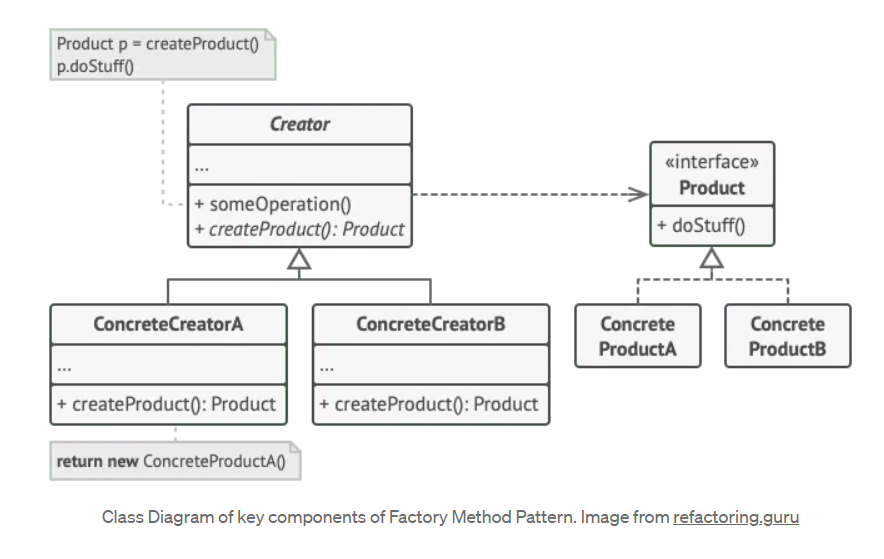 Product p = createProduct()
p.doStuff()
Creator
...
+ someOperation()
+ createProduct(): Product
«interface»
Product
+ doStuff()
ConcreteCreatorA
...
+ createProduct(): Product
ConcreteCreatorB
...
+ createProduct(): Product
Concrete
ProductA
Concrete
ProductB
return new ConcreteProductA()
Class Diagram of key components of Factory Method Pattern. Image from refactoring.guru